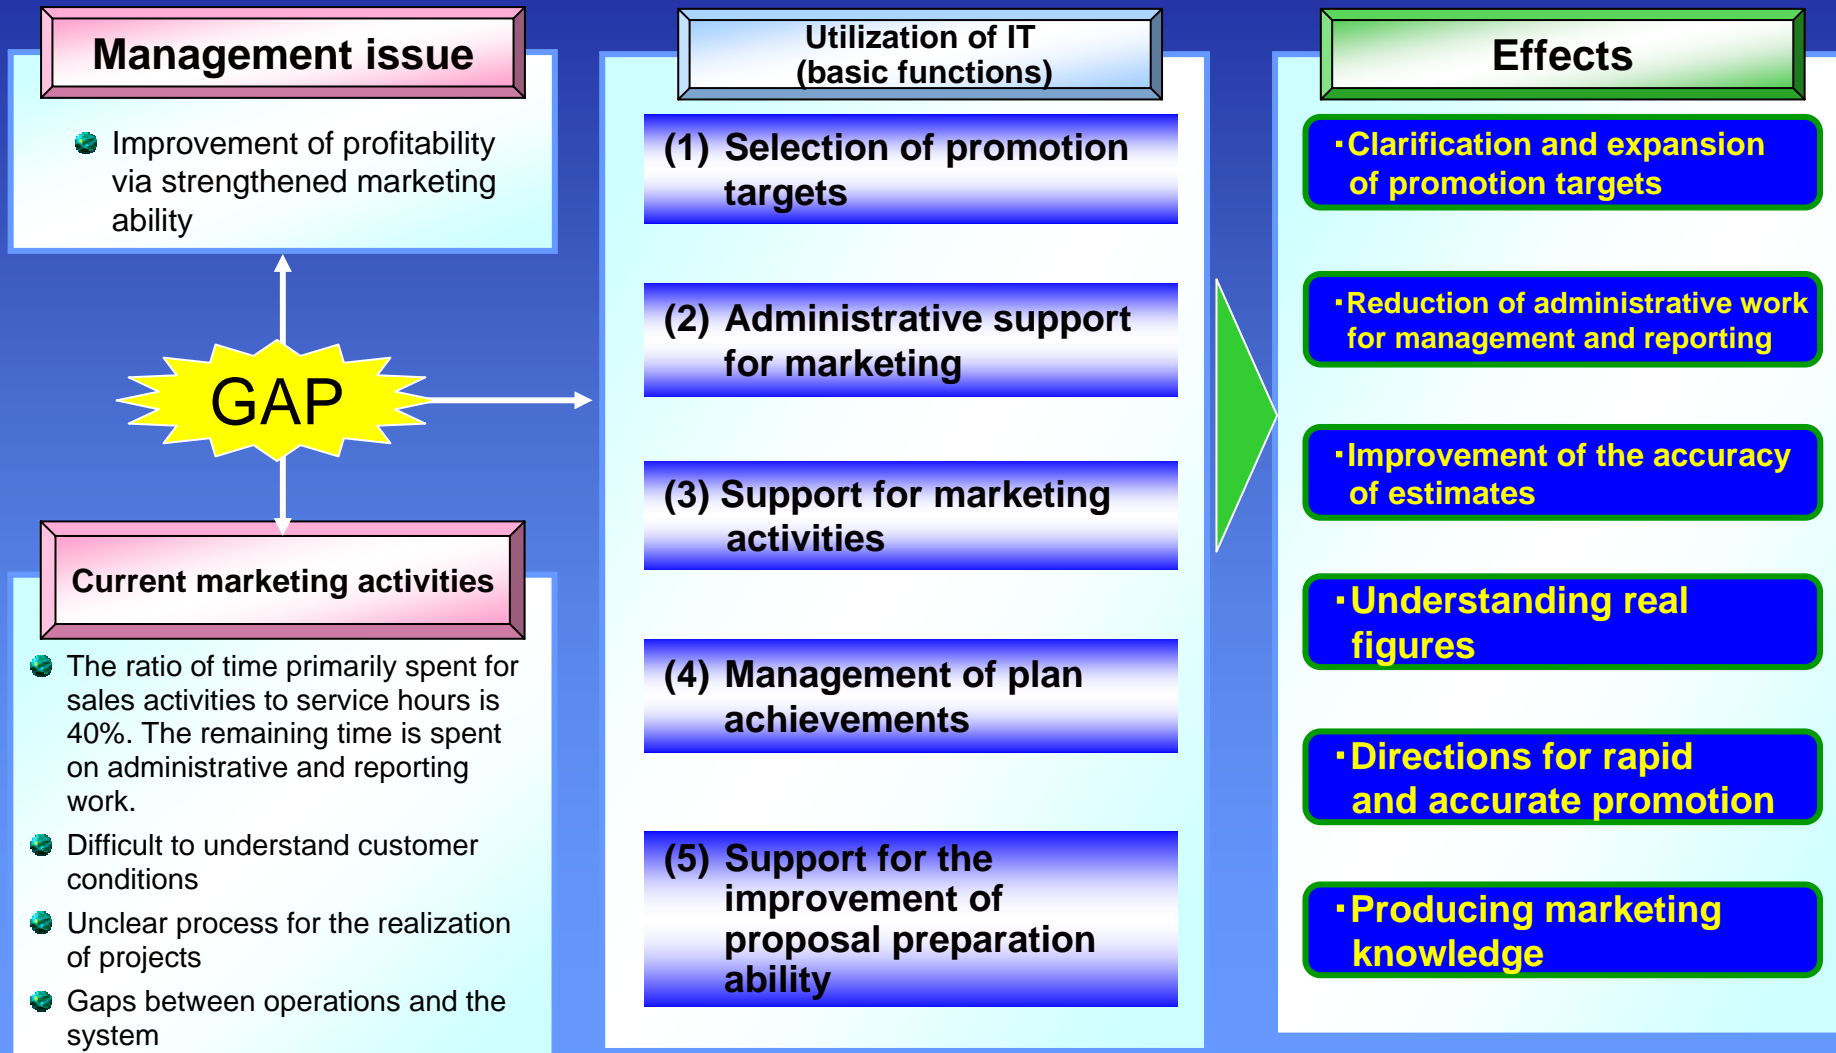 Management issue
Improvement of profitability
via strengthened marketing
ability
GAP
Current marketing activities
The ratio of time primarily spent for
sales activities to service hours is
40%. The remaining time is spent
on administrative and reporting
work.
Difficult to understand customer
conditions
Unclear process for the realization
of projects
Gaps between operations and the
system
Utilization of IT
(basic functions)
(1) Selection of promotion
targets
(2) Administrative support
for marketing
(3) Support for marketing
activities
(4) Management of plan
achievements
(5) Support for the
improvement of
proposal preparation
ability
Effects
・Clarification and expansion
of promotion targets
・Reduction of administrative work
for management and reporting
・Improvement of the accuracy
of estimates
・Understanding real
figures
・Directions for rapid
and accurate promotion
・Producing marketing
knowledge